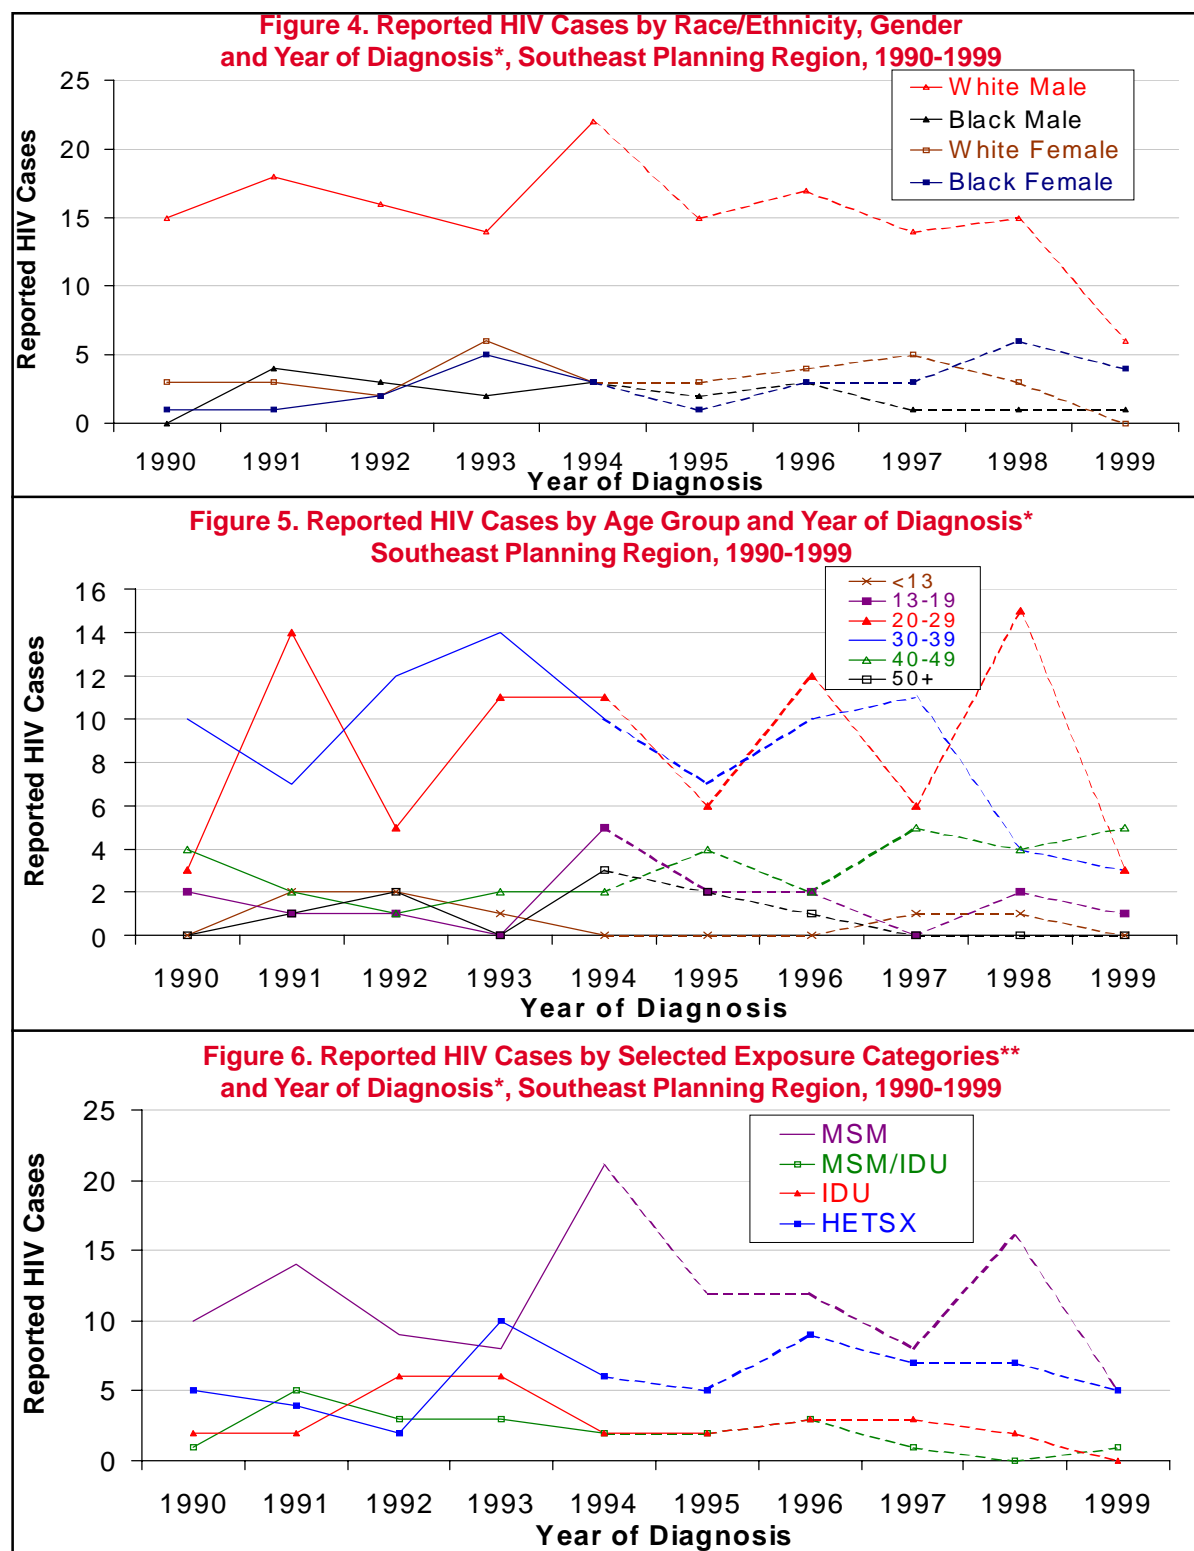 Figure 4. Reported HIV Cases by Race/Ethnicity, Gender
and Year of Diagnosis*, Southeast Planning Region, 1990-1999
Reported HIV Cases
25
20
15
10
5
0
White Male
Black Male
White Female
Black Female
1990 1991 1992 1993 1994 1995 1996 1997 1998 1999
Year of Diagnosis
Figure 5. Reported HIV Cases by Age Group and Year of Diagnosis*
Southeast Planning Region, 1990-1999
Reported HIV Cases
16
14
12
10
8
6
4
2
0
<13
13-19
20-29
30-39
40-49
50+
1990 1991 1992 1993 1994 1995 1996 1997 1998 1999
Year of Diagnosis
Figure 6. Reported HIV Cases by Selected Exposure Categories**
and Year of Diagnosis*, Southeast Planning Region, 1990-1999
Reported HIV Cases
25
20
15
10
5
0
MSM
MSM/IDU
IDU
HETSX
1990 1991 1992 1993 1994 1995 1996 1997 1998 1999
Year of Diagnosis